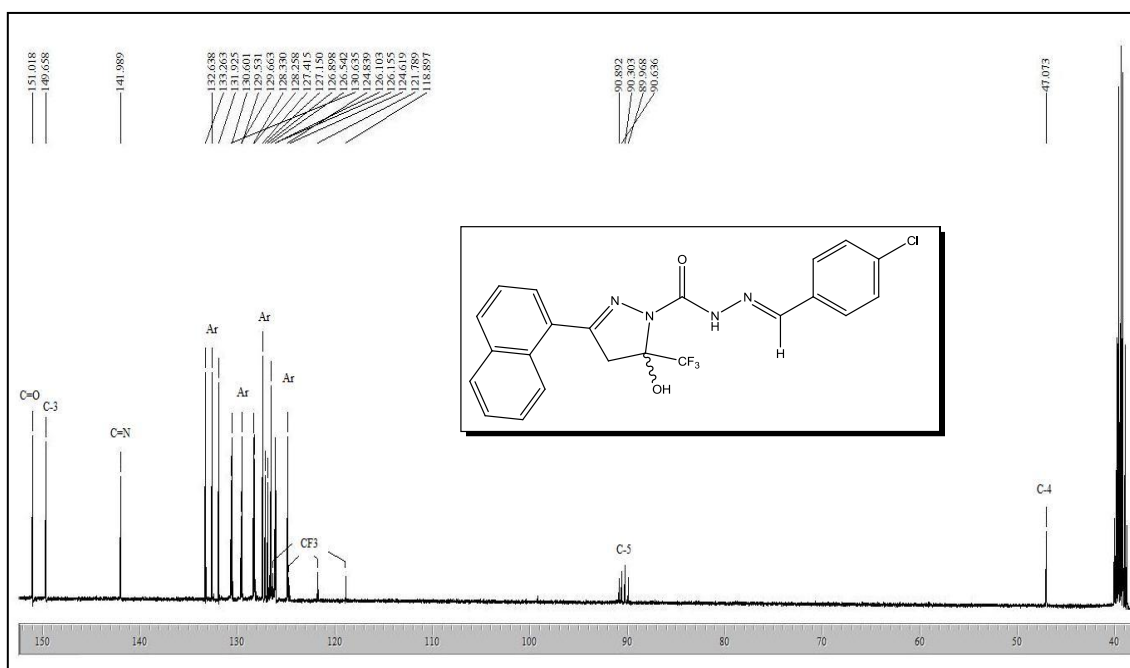 151.018
149.658
141.989
132.638
133.263
131.925
130.601
129.531
129.663
128.330
128.258
127.415
127.150
126.898
126.542
130.635
124.839
126.103
126.155
124.619
121.789
118.897
90.892
90.303
89.968
90.636
47.073
Cl
O
N
N
N
N
H
H
CF3
OH
Ar
Ar
Ar
Ar
C=O
C-3
C=N
CF3
C-5
C-4
150 140 130 120 110 100 90 80 70 60 50 40